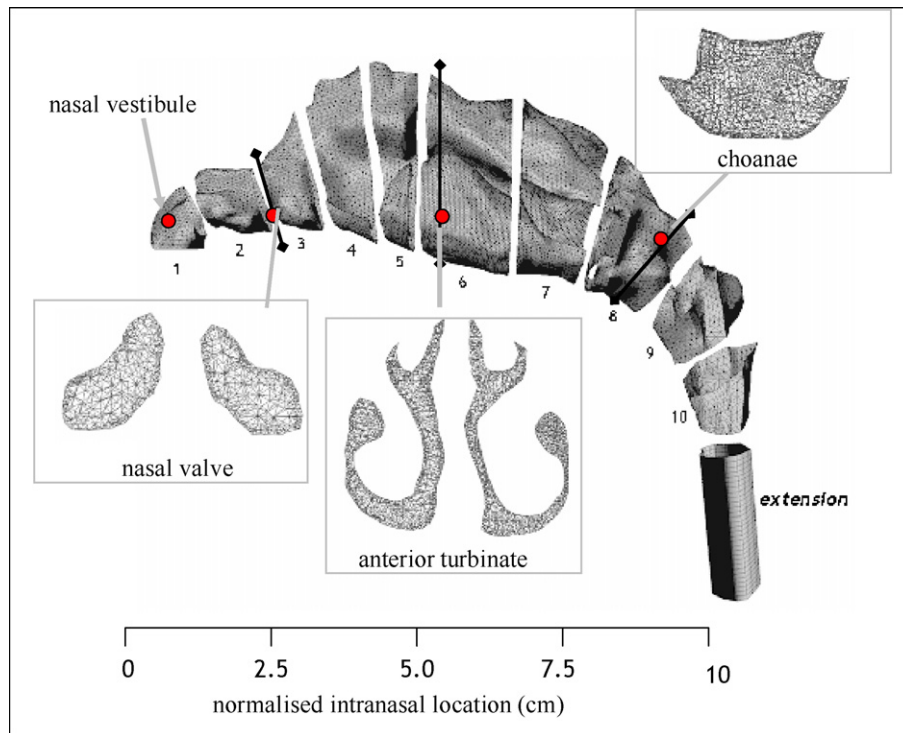 nasal vestibule
choanae
1
2
3
4
5
6
7
8
9
10
nasal valve
anterior turbinate
extension
0 2.5 5.0 7.5 10
normalised intranasal location (cm)